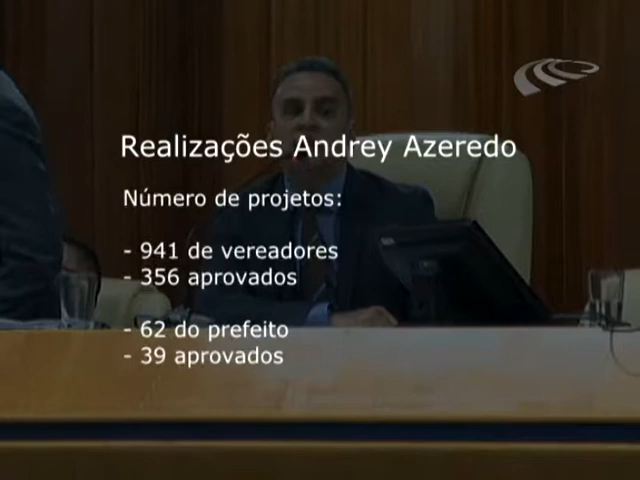 Realizações Andrey Azeredo
Número de projetos:
- 941 de vereadores
- 356 aprovados
- 62 do prefeito
- 39 aprovados